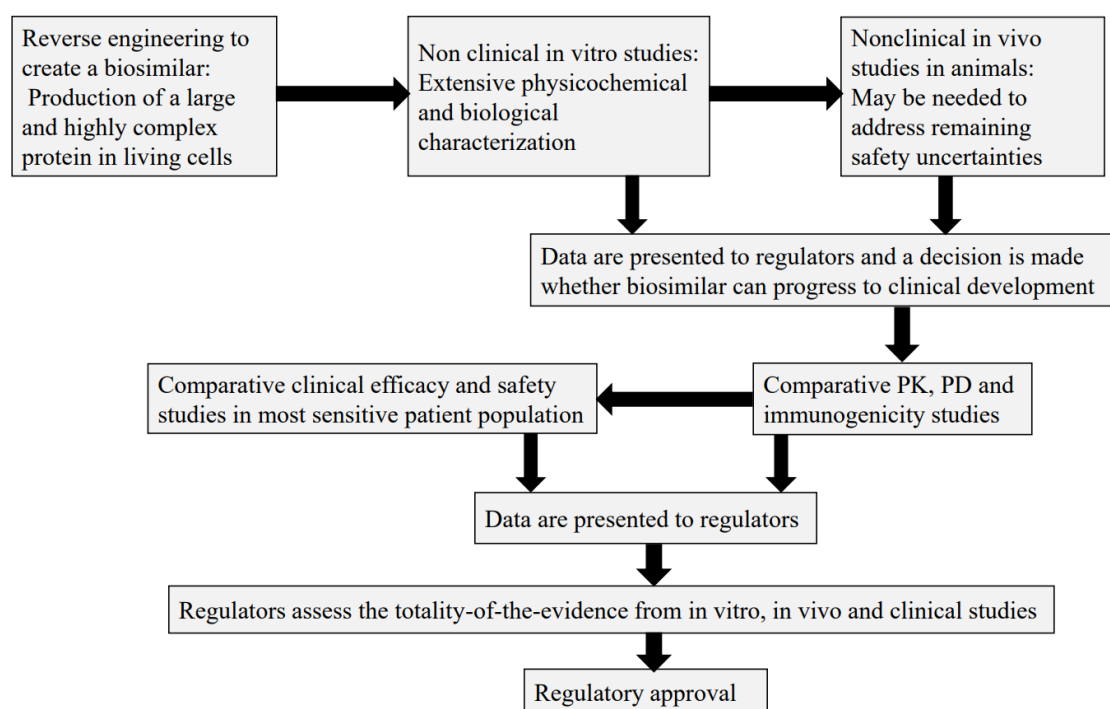 Reverse engineering to
create a biosimilar:
Production of a large
and highly complex
protein in living cells
Non clinical in vitro studies:
Extensive physicochemical
and biological
characterization
Nonclinical in vivo
studies in animals:
May be needed to
address remaining
safety uncertainties
Data are presented to regulators and a decision is made
whether biosimilar can progress to clinical development
Comparative clinical efficacy and safety
studies in most sensitive patient population
Comparative PK, PD and
immunogenicity studies
Data are presented to regulators
Regulators assess the totality-of-the-evidence from in vitro, in vivo and clinical studies
Regulatory approval